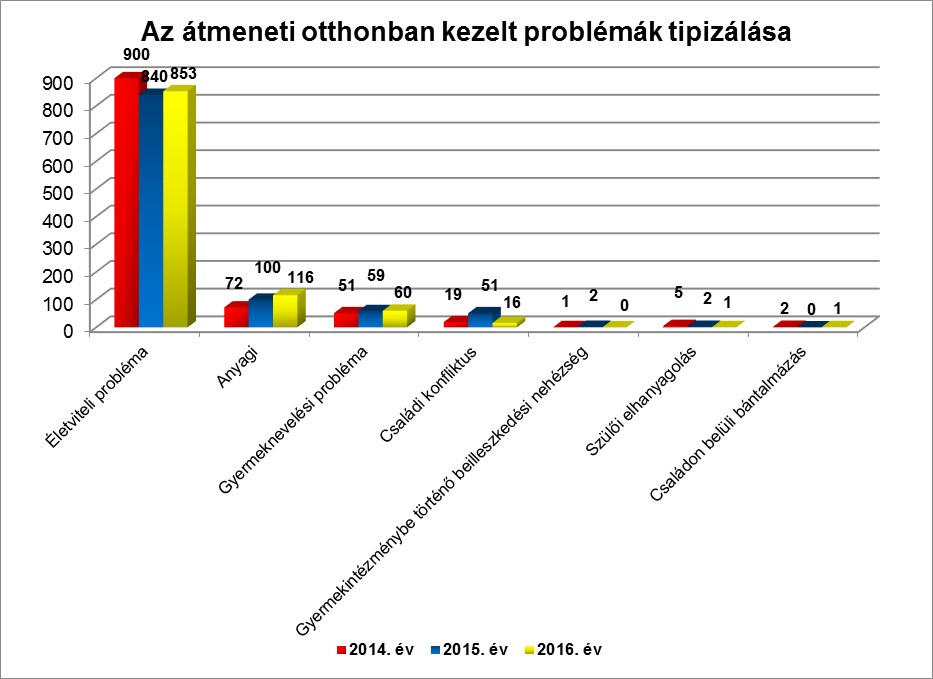 Az átmeneti otthonban kezelt problémák tipizálása
900
840
853
72
100
116
51
59
60
19
51
16
1
2
0
5
2
1
2
0
1
900
800
700
600
500
400
300
200
100
0
Életviteli probléma
Anyagi
Gyermeknevelési probléma
Családi konfliktus
Gyermekintézménybe történő beilleszkedési nehézség
Szülői elhanyagolás
Családon belüli bántalmázás
2014. év
2015. év
2016. év